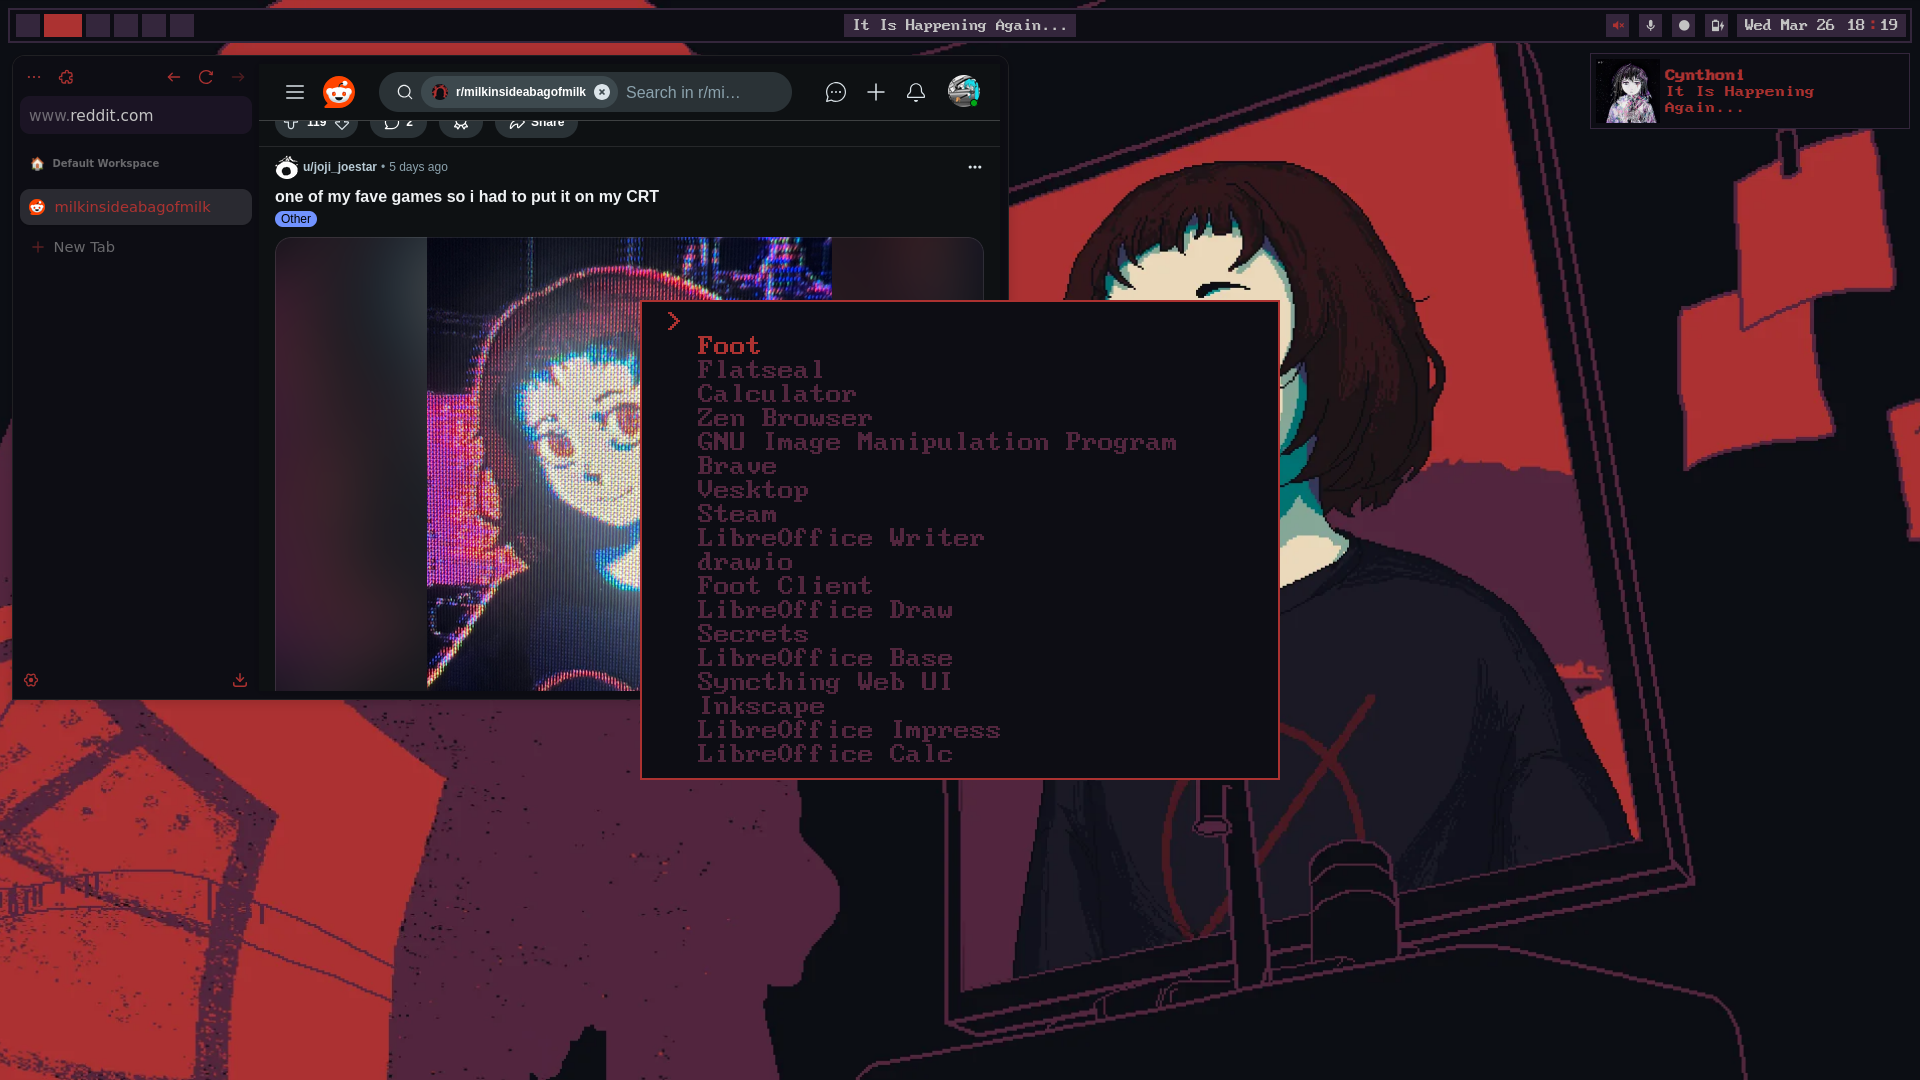 It Is Happening Again...
Wed Mar 26 18:19
Cynthoni
It Is Happening
Again...
www.reddit.com
Default Workspace
milkinsideabagofmilk
New Tab
r/milkinsideabagofmilk
Search in r/mi…
119
2
Share
u/joji_joestar • 5 days ago
one of my fave games so i had to put it on my CRT
Other
>
Foot
Flatseal
Calculator
Zen Browser
GNU Image Manipulation Program
Brave
Vesktop
Steam
LibreOffice Writer
drawio
Foot Client
LibreOffice Draw
Secrets
LibreOffice Base
Syncthing Web UI
Inkscape
LibreOffice Impress
LibreOffice Calc